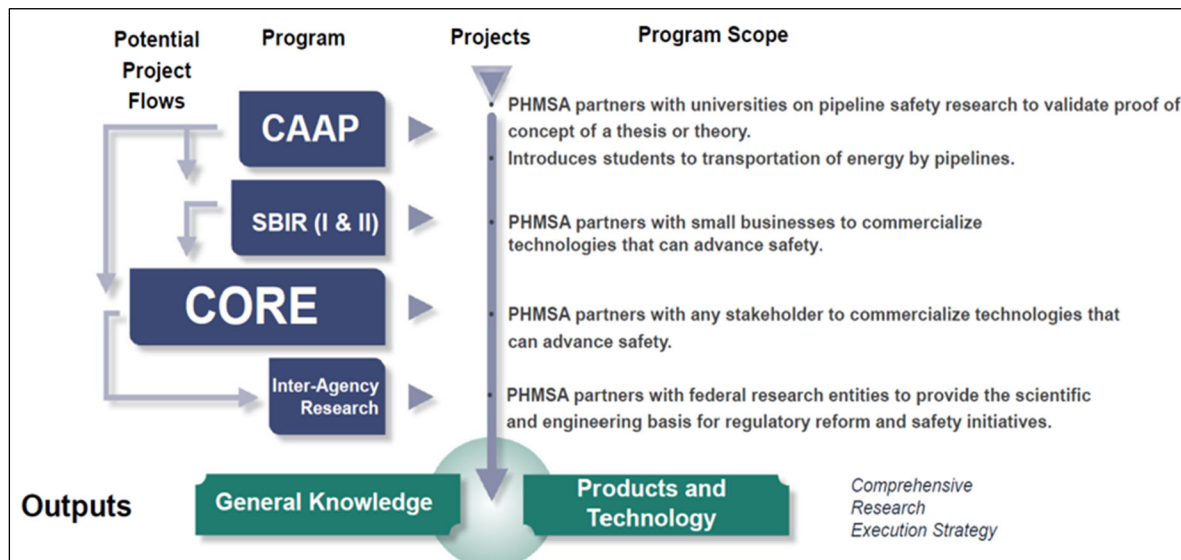 Potential
Project
Flows
Program
Projects
Program Scope
CAAP
• PHMSA partners with universities on pipeline safety research to validate proof of
concept of a thesis or theory.
• Introduces students to transportation of energy by pipelines.
SBIR (I & II)
• PHMSA partners with small businesses to commercialize
technologies that can advance safety.
CORE
• PHMSA partners with any stakeholder to commercialize technologies that
can advance safety.
Inter-Agency
Research
• PHMSA partners with federal research entities to provide the scientific
and engineering basis for regulatory reform and safety initiatives.
Outputs
General Knowledge
Products and
Technology
Comprehensive
Research
Execution Strategy